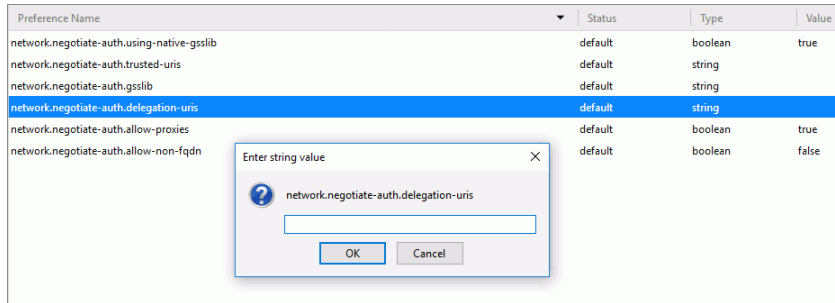 Preference Name Status Type Value
network.negotiate-auth.using-native-gsslib default boolean true
network.negotiate-auth.trusted-uris default string
network.negotiate-auth.gsslib default string
network.negotiate-auth.delegation-uris default string
network.negotiate-auth.allow-proxies default boolean true
network.negotiate-auth.allow-non-fqdn default boolean false
Enter string value
network.negotiate-auth.delegation-uris
OK Cancel